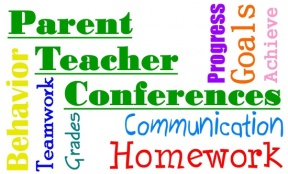 Parent
Teacher
Conferences
Behavior
Teamwork
Grades
Progress
Goals
Achieve
Communication
Homework